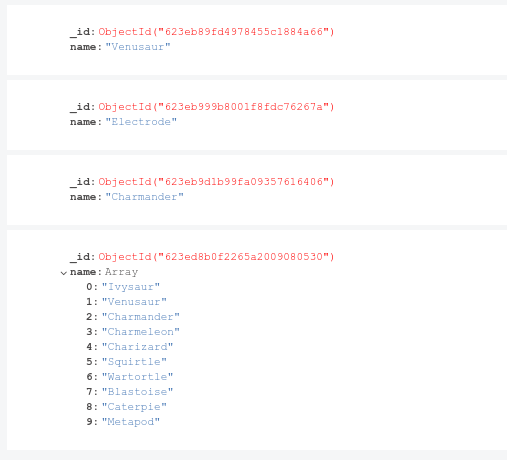 _id: ObjectId("623eb89fd4978455c1884a66")
name: "Venusaur"
_id: ObjectId("623eb999b8001f8fdc76267a")
name: "Electrode"
_id: ObjectId("623eb9d1b99fa09357616406")
name: "Charmander"
_id: ObjectId("623ed8b0f2265a2009080530")
name: Array
0: "Ivysaur"
1: "Venusaur"
2: "Charmander"
3: "Charmeleon"
4: "Charizard"
5: "Squirtle"
6: "Wartortle"
7: "Blastoise"
8: "Caterpie"
9: "Metapod"